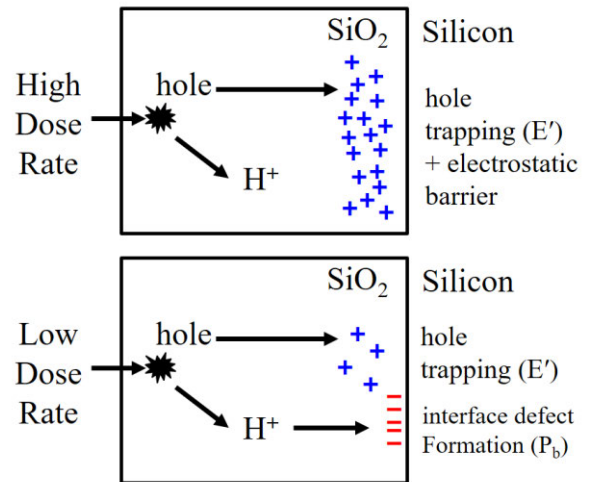 SiO₂ Silicon
High
Dose
Rate
hole
H⁺
hole
trapping (E′)
+ electrostatic
barrier
SiO₂ Silicon
Low
Dose
Rate
hole
H⁺
hole
trapping (E′)
interface defect
Formation (P_b)